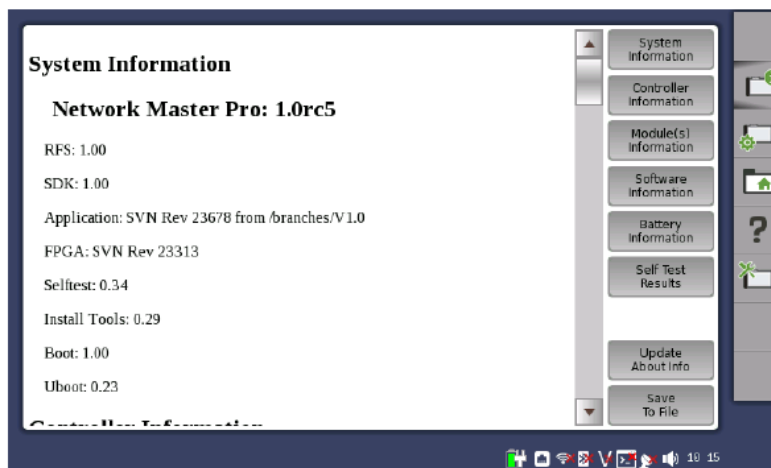 System Information
Network Master Pro: 1.0rc5
RFS: 1.00
SDK: 1.00
Application: SVN Rev 23678 from /branches/V1.0
FPGA: SVN Rev 23313
Selftest: 0.34
Install Tools: 0.29
Boot: 1.00
Uboot: 0.23
Controller Information
System
Information
Controller
Information
Module(s)
Information
Software
Information
Battery
Information
Self Test
Results
Update
About Info
Save
To File
?
18 15